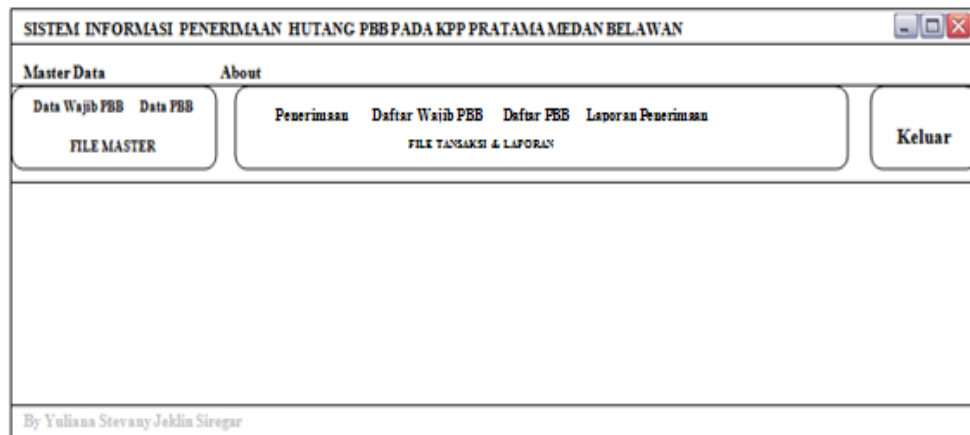 SISTEM INFORMASI PENERIMAAN HUTANG PBB PADA KPP PRATAMA MEDAN BELAWAN
Master Data About
Data Wajib PBB Data PBB
FILE MASTER
Penerimaan Daftar Wajib PBB Daftar PBB Laporan Penerimaan
FILE TANSAKSI & LAPORAN
Keluar
By Yuliana Stevany Jeklin Siregar